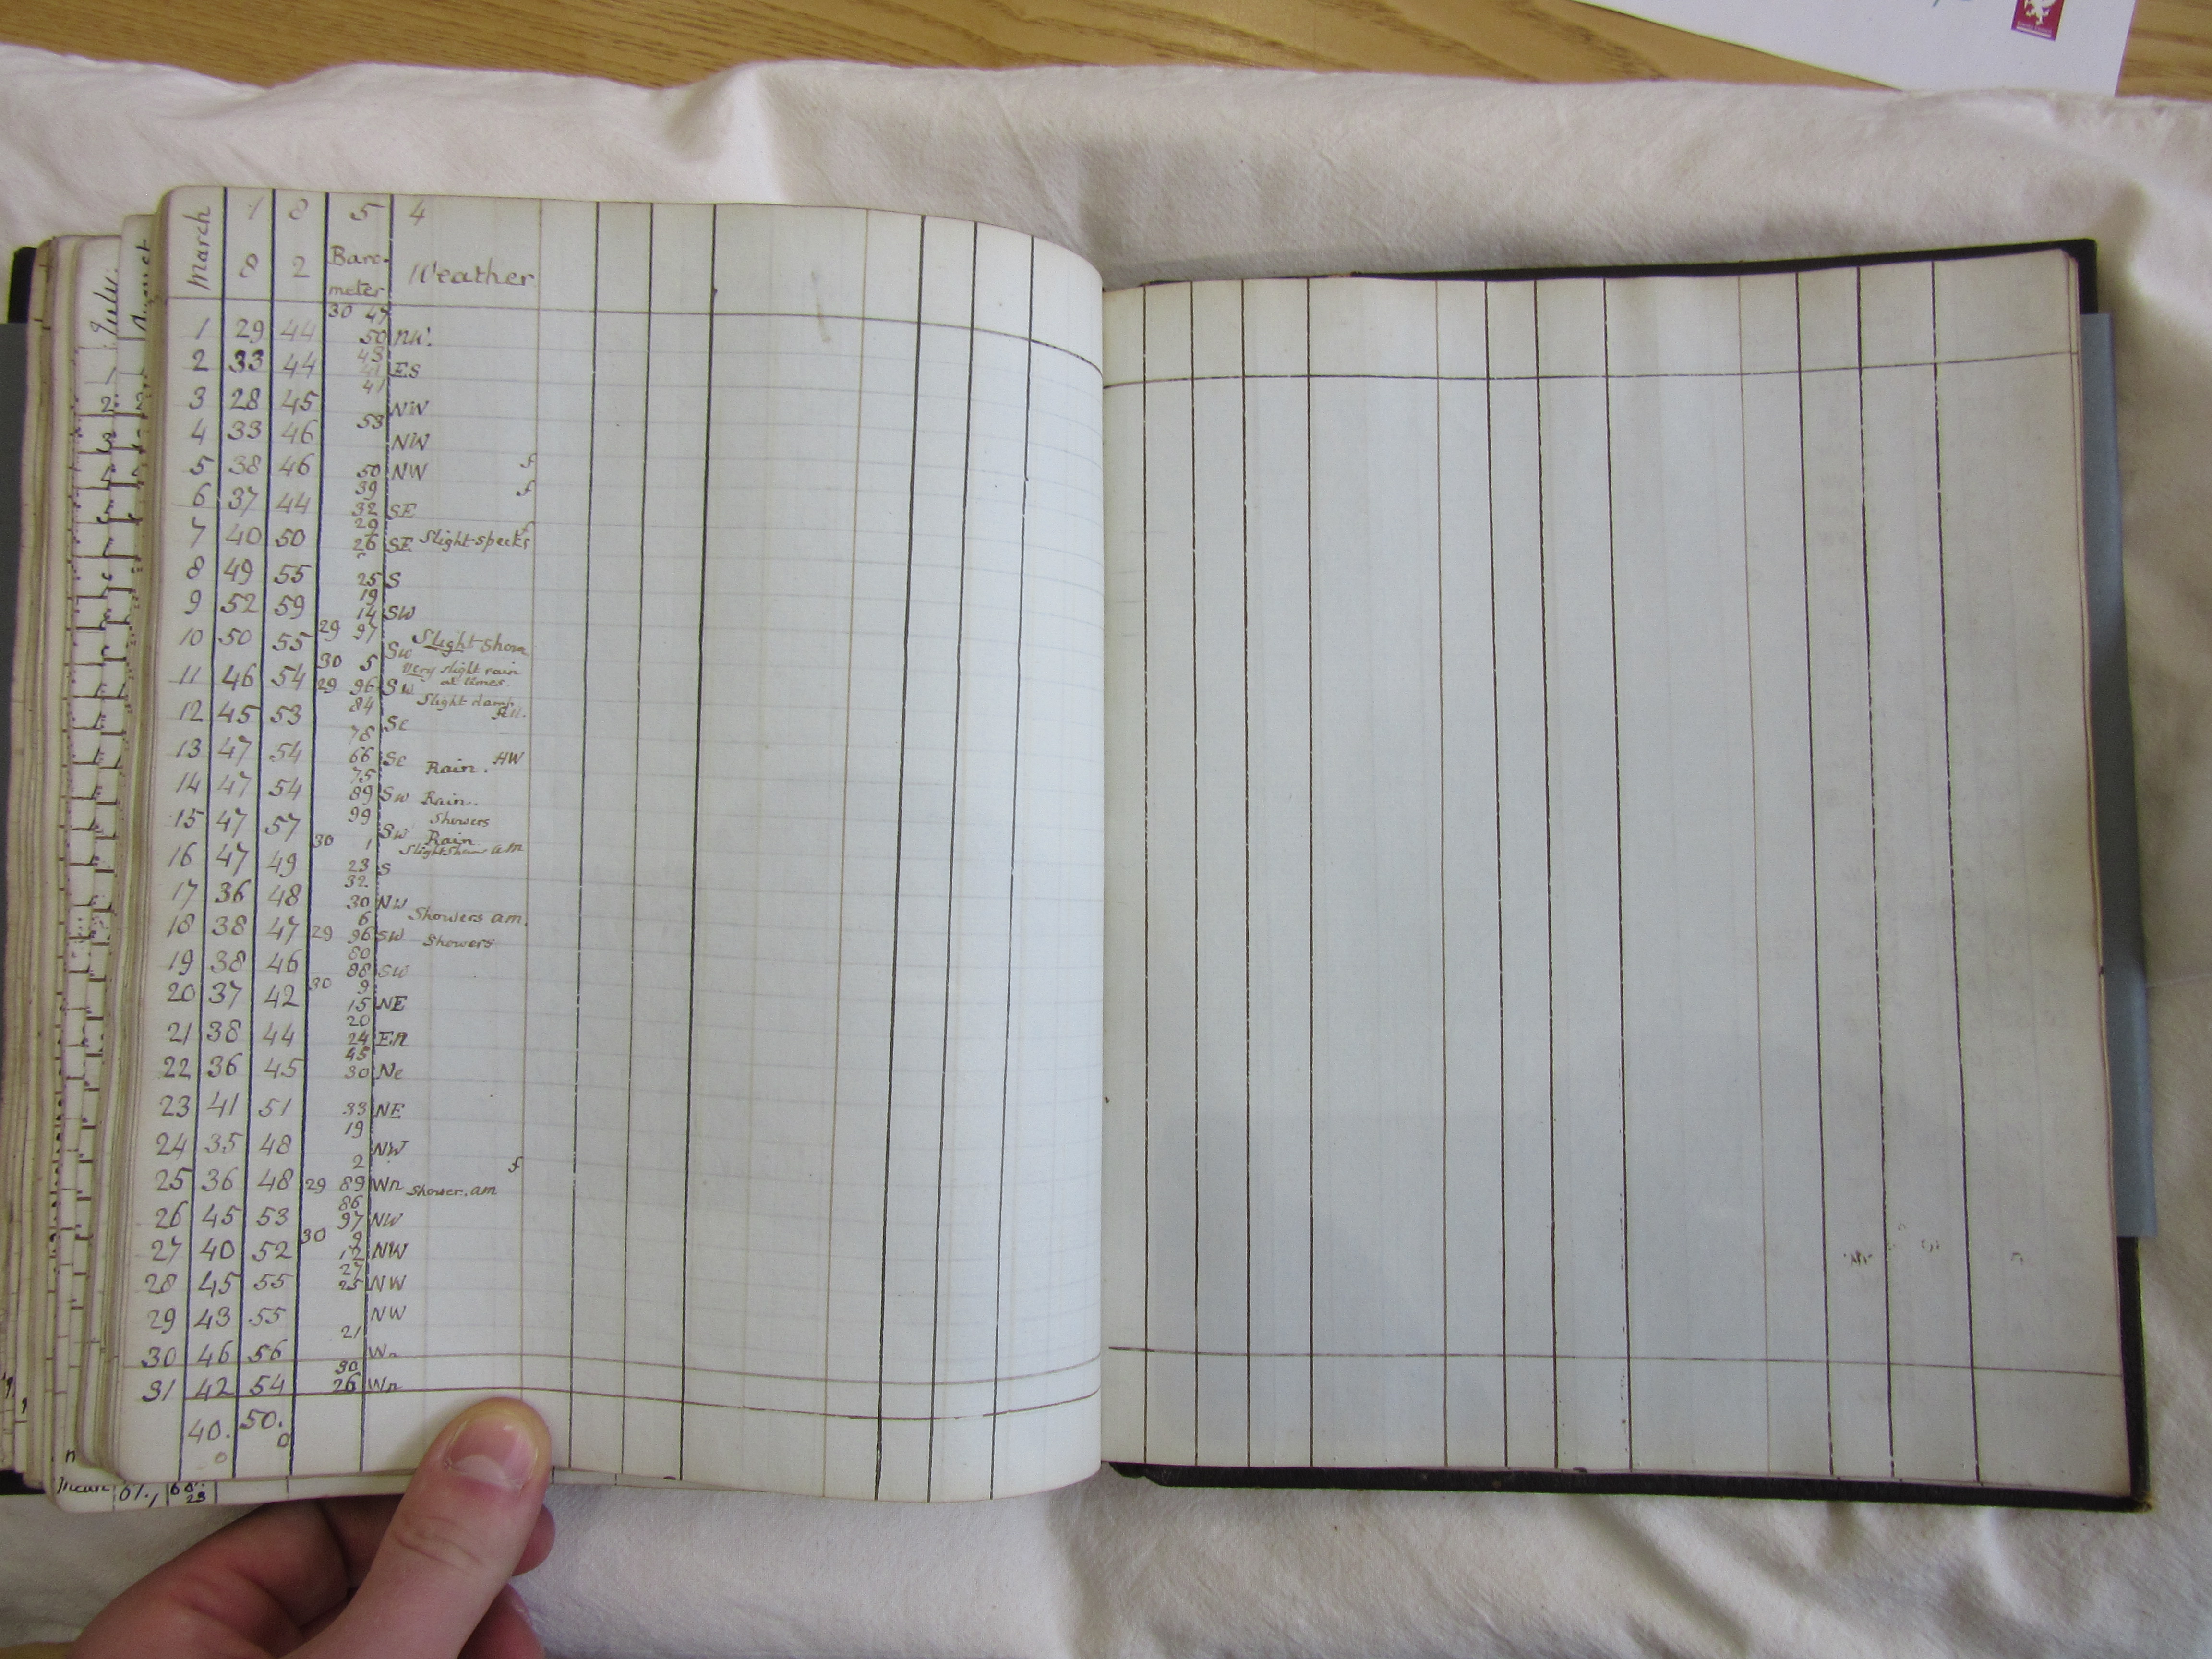 March 1 8 5 4
8 2 Baro- Weather
meter
30 47
1 29 44 50 NW.
48
2 33 44 41 ES
41
3 28 45 NW
53
4 33 46 NW
5 38 46 50 NW f
39 f
6 37 44 32 SE
29 f
7 40 50 26 SE Slight specks
8 49 55 25 S
19
9 52 59 14 SW
29 97
10 50 55 SW Slight Show
30 5 Very slight rain
at times.
11 46 54 29 96 SW
84 Slight damp
12 45 53 Se
78
13 47 54 66 Se Rain. HW
75
14 47 54 89 SW Rain.
99 Showers
15 47 57 SW Rain
30 1 Slight Show am
16 47 49 23 S
32
17 36 48 30 NW
6 Showers am.
18 38 47 29 96 SW Showers
80
19 38 46 88 SW
30 9
20 37 42 15 NE
20
21 38 44 24 En
45
22 36 45 30 Ne
23 41 51 33 NE
19
24 35 48 NW
2 f
25 36 48 29 89 Wn Shower. am
86
26 45 53 97 NW
30 9
27 40 52 12 NW
27
28 45 55 25 NW
29 43 55 NW
21
30 46 56 Wn
30
31 42 54 26 Wn
40. 50.
0 0
July.
August
Mean 61.,